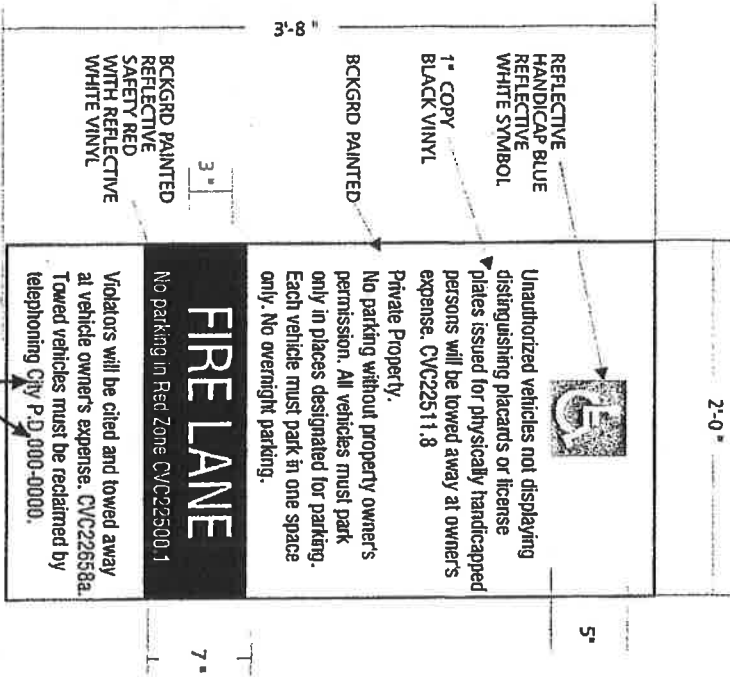 2'-0"
3'-8"
5"
7"
3"
REFLECTIVE
HANDICAP BLUE
REFLECTIVE
WHITE SYMBOL
1" COPY
BLACK VINYL
BCKGRD PAINTED
BCKGRD PAINTED
REFLECTIVE
SAFETY RED
WITH REFLECTIVE
WHITE VINYL
Unauthorized vehicles not displaying
distinguishing placards or license
plates issued for physically handicapped
persons will be towed away at owner's
expense. CVC22511.8
Private Property.
No parking without property owner's
permission. All vehicles must park
only in places designated for parking.
Each vehicle must park in one space
only. No overnight parking.
FIRE LANE
No parking in Red Zone CVC22500.1
Violators will be cited and towed away
at vehicle owner's expense. CVC22658a.
Towed vehicles must be reclaimed by
telephoning City P.D.000-0000.